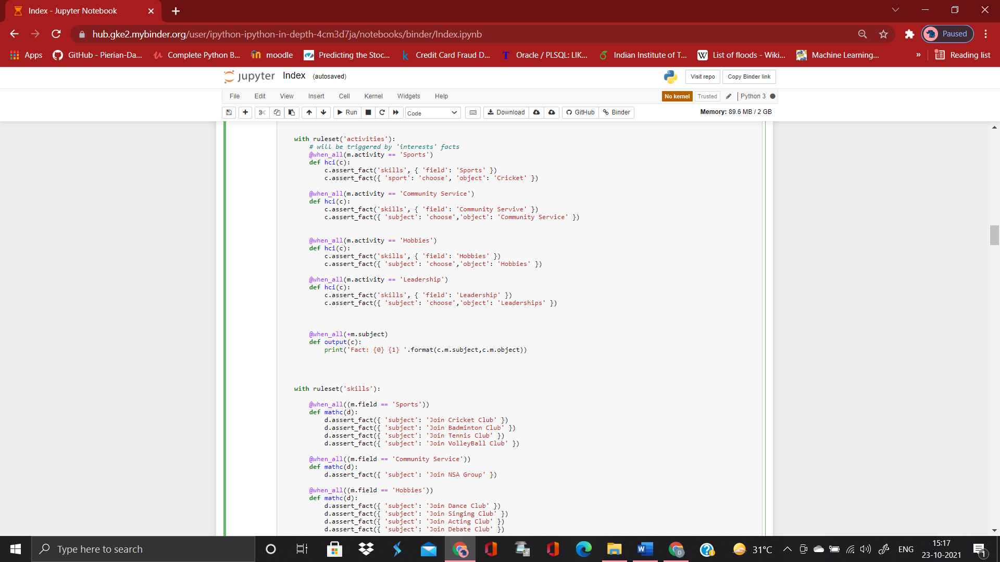 Index - Jupyter Notebook
hub.gke2.mybinder.org/user/ipython-ipython-in-depth-4cm3d7ja/notebooks/binder/Index.ipynb
Paused
Apps GitHub - Pierian-Da... Complete Python B... moodle Predicting the Stoc... k Credit Card Fraud D... T Oracle / PLSQL: LIK... Indian Institute of T... W List of floods - Wiki... Machine Learning... » Reading list
jupyter Index (autosaved) Visit repo Copy Binder link
File Edit View Insert Cell Kernel Widgets Help No kernel Trusted Python 3
Run Code Download GitHub Binder Memory: 89.6 MB / 2 GB
with ruleset('activities'):
# will be triggered by 'interests' facts
@when_all(m.activity == 'Sports')
def hci(c):
c.assert_fact('skills', { 'field': 'Sports' })
c.assert_fact({ 'sport': 'choose', 'object': 'Cricket' })
@when_all(m.activity == 'Community Service')
def hci(c):
c.assert_fact('skills', { 'field': 'Community Servive' })
c.assert_fact({ 'subject': 'choose','object': 'Community Service' })
@when_all(m.activity == 'Hobbies')
def hci(c):
c.assert_fact('skills', { 'field': 'Hobbies' })
c.assert_fact({ 'subject': 'choose','object': 'Hobbies' })
@when_all(m.activity == 'Leadership')
def hci(c):
c.assert_fact('skills', { 'field': 'Leadership' })
c.assert_fact({ 'subject': 'choose','object': 'Leaderships' })
@when_all(+m.subject)
def output(c):
print('Fact: {0} {1} '.format(c.m.subject,c.m.object))
with ruleset('skills'):
@when_all((m.field == 'Sports'))
def mathc(d):
d.assert_fact({ 'subject': 'Join Cricket Club' })
d.assert_fact({ 'subject': 'Join Badminton Club' })
d.assert_fact({ 'subject': 'Join Tennis Club' })
d.assert_fact({ 'subject': 'Join VolleyBall Club' })
@when_all((m.field == 'Community Service'))
def mathc(d):
d.assert_fact({ 'subject': 'Join NSA Group' })
@when_all((m.field == 'Hobbies'))
def mathc(d):
d.assert_fact({ 'subject': 'Join Dance Club' })
d.assert_fact({ 'subject': 'Join Singing Club' })
d.assert_fact({ 'subject': 'Join Acting Club' })
d.assert_fact({ 'subject': 'Join Debate Club' })
Type here to search 31°C ENG 15:17
23-10-2021 1